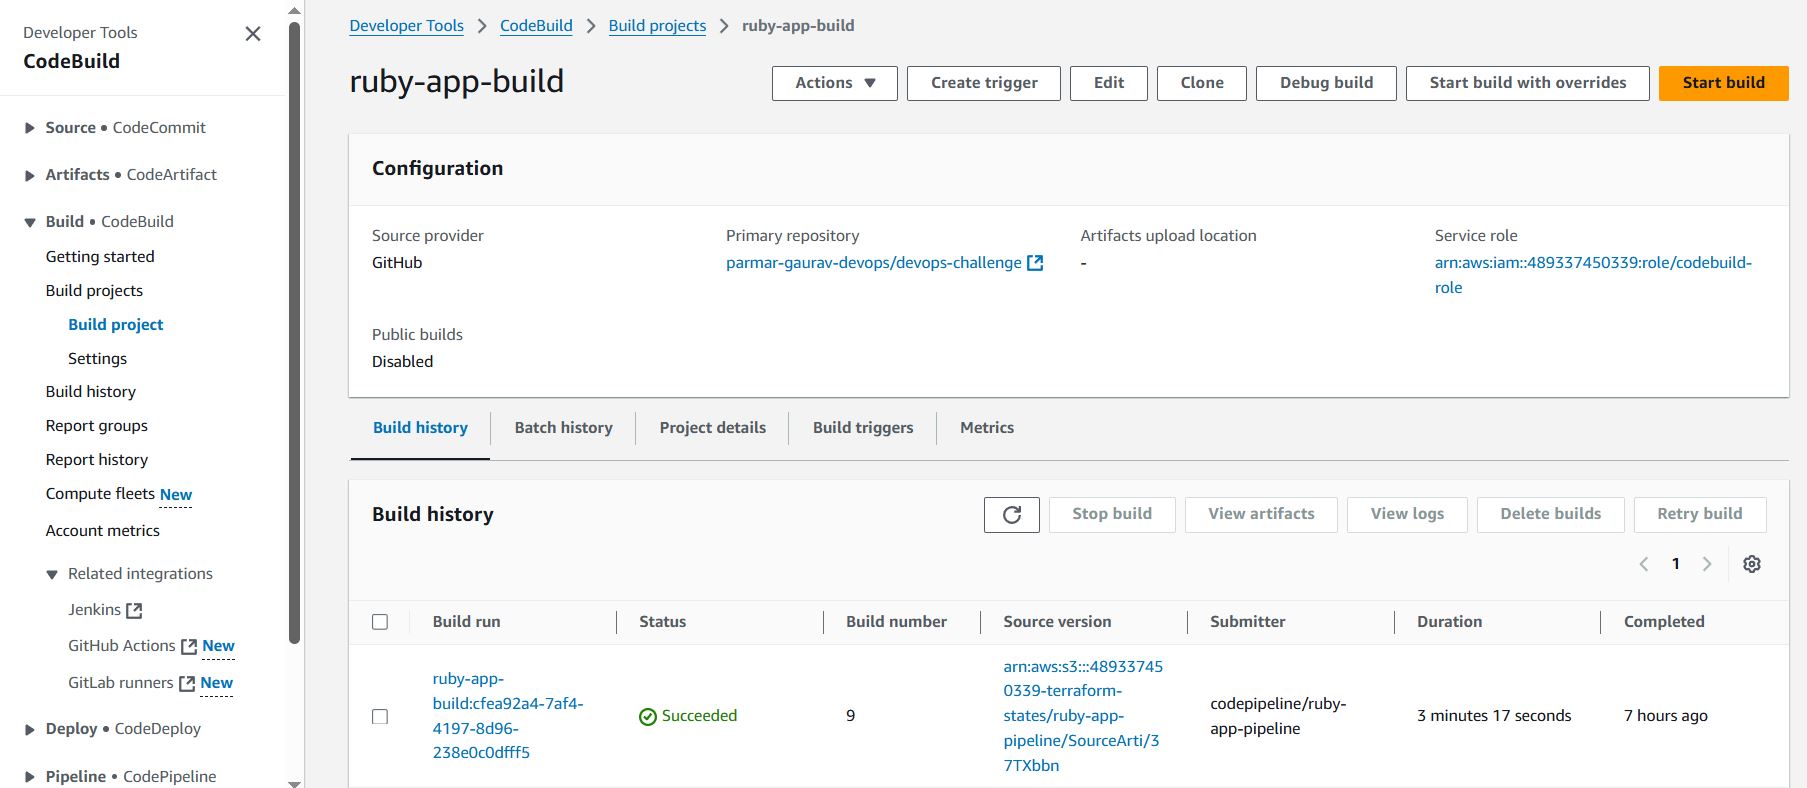 Developer Tools
CodeBuild
Source • CodeCommit
Artifacts • CodeArtifact
Build • CodeBuild
Getting started
Build projects
Build project
Settings
Build history
Report groups
Report history
Compute fleets New
Account metrics
Related integrations
Jenkins
GitHub Actions New
GitLab runners New
Deploy • CodeDeploy
Pipeline • CodePipeline
Developer Tools > CodeBuild > Build projects > ruby-app-build
ruby-app-build
Actions Create trigger Edit Clone Debug build Start build with overrides Start build
Configuration
Source provider
GitHub
Primary repository
parmar-gaurav-devops/devops-challenge
Artifacts upload location
-
Service role
arn:aws:iam::489337450339:role/codebuild-
role
Public builds
Disabled
Build history Batch history Project details Build triggers Metrics
Build history
Stop build View artifacts View logs Delete builds Retry build
1
Build run Status Build number Source version Submitter Duration Completed
ruby-app-
build:cfea92a4-7af4-
4197-8d96-
238e0c0dfff5
Succeeded
9
arn:aws:s3:::48933745
0339-terraform-
states/ruby-app-
pipeline/SourceArti/3
7TXbbn
codepipeline/ruby-
app-pipeline
3 minutes 17 seconds
7 hours ago